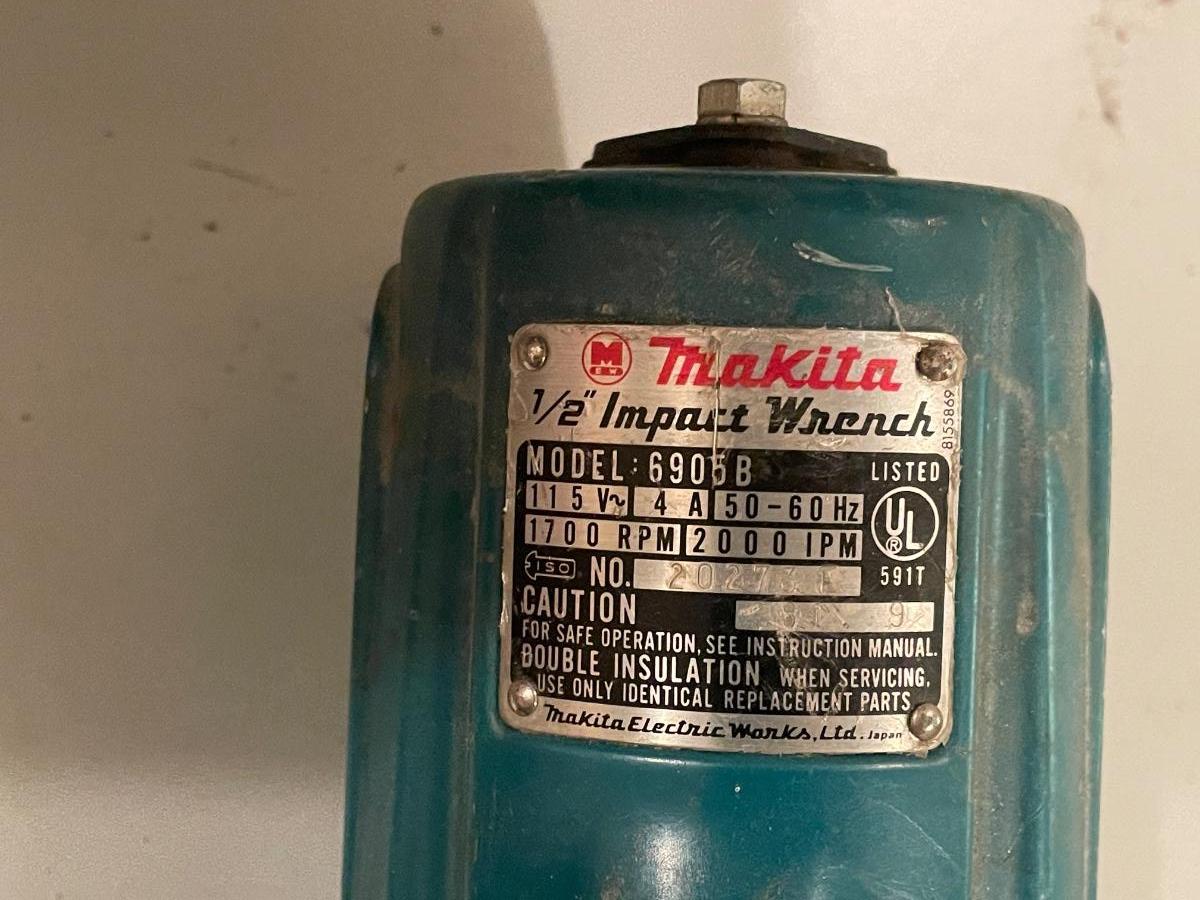 M
E W
Makita
1/2" Impact Wrench
8155869
MODEL: 6905B
LISTED
115V~ 4 A 50-60 Hz
1700 RPM 2000 IPM
UL
®
591T
ISO NO.
CAUTION
FOR SAFE OPERATION, SEE INSTRUCTION MANUAL.
DOUBLE INSULATION WHEN SERVICING,
USE ONLY IDENTICAL REPLACEMENT PARTS
Makita Electric Works, Ltd. Japan